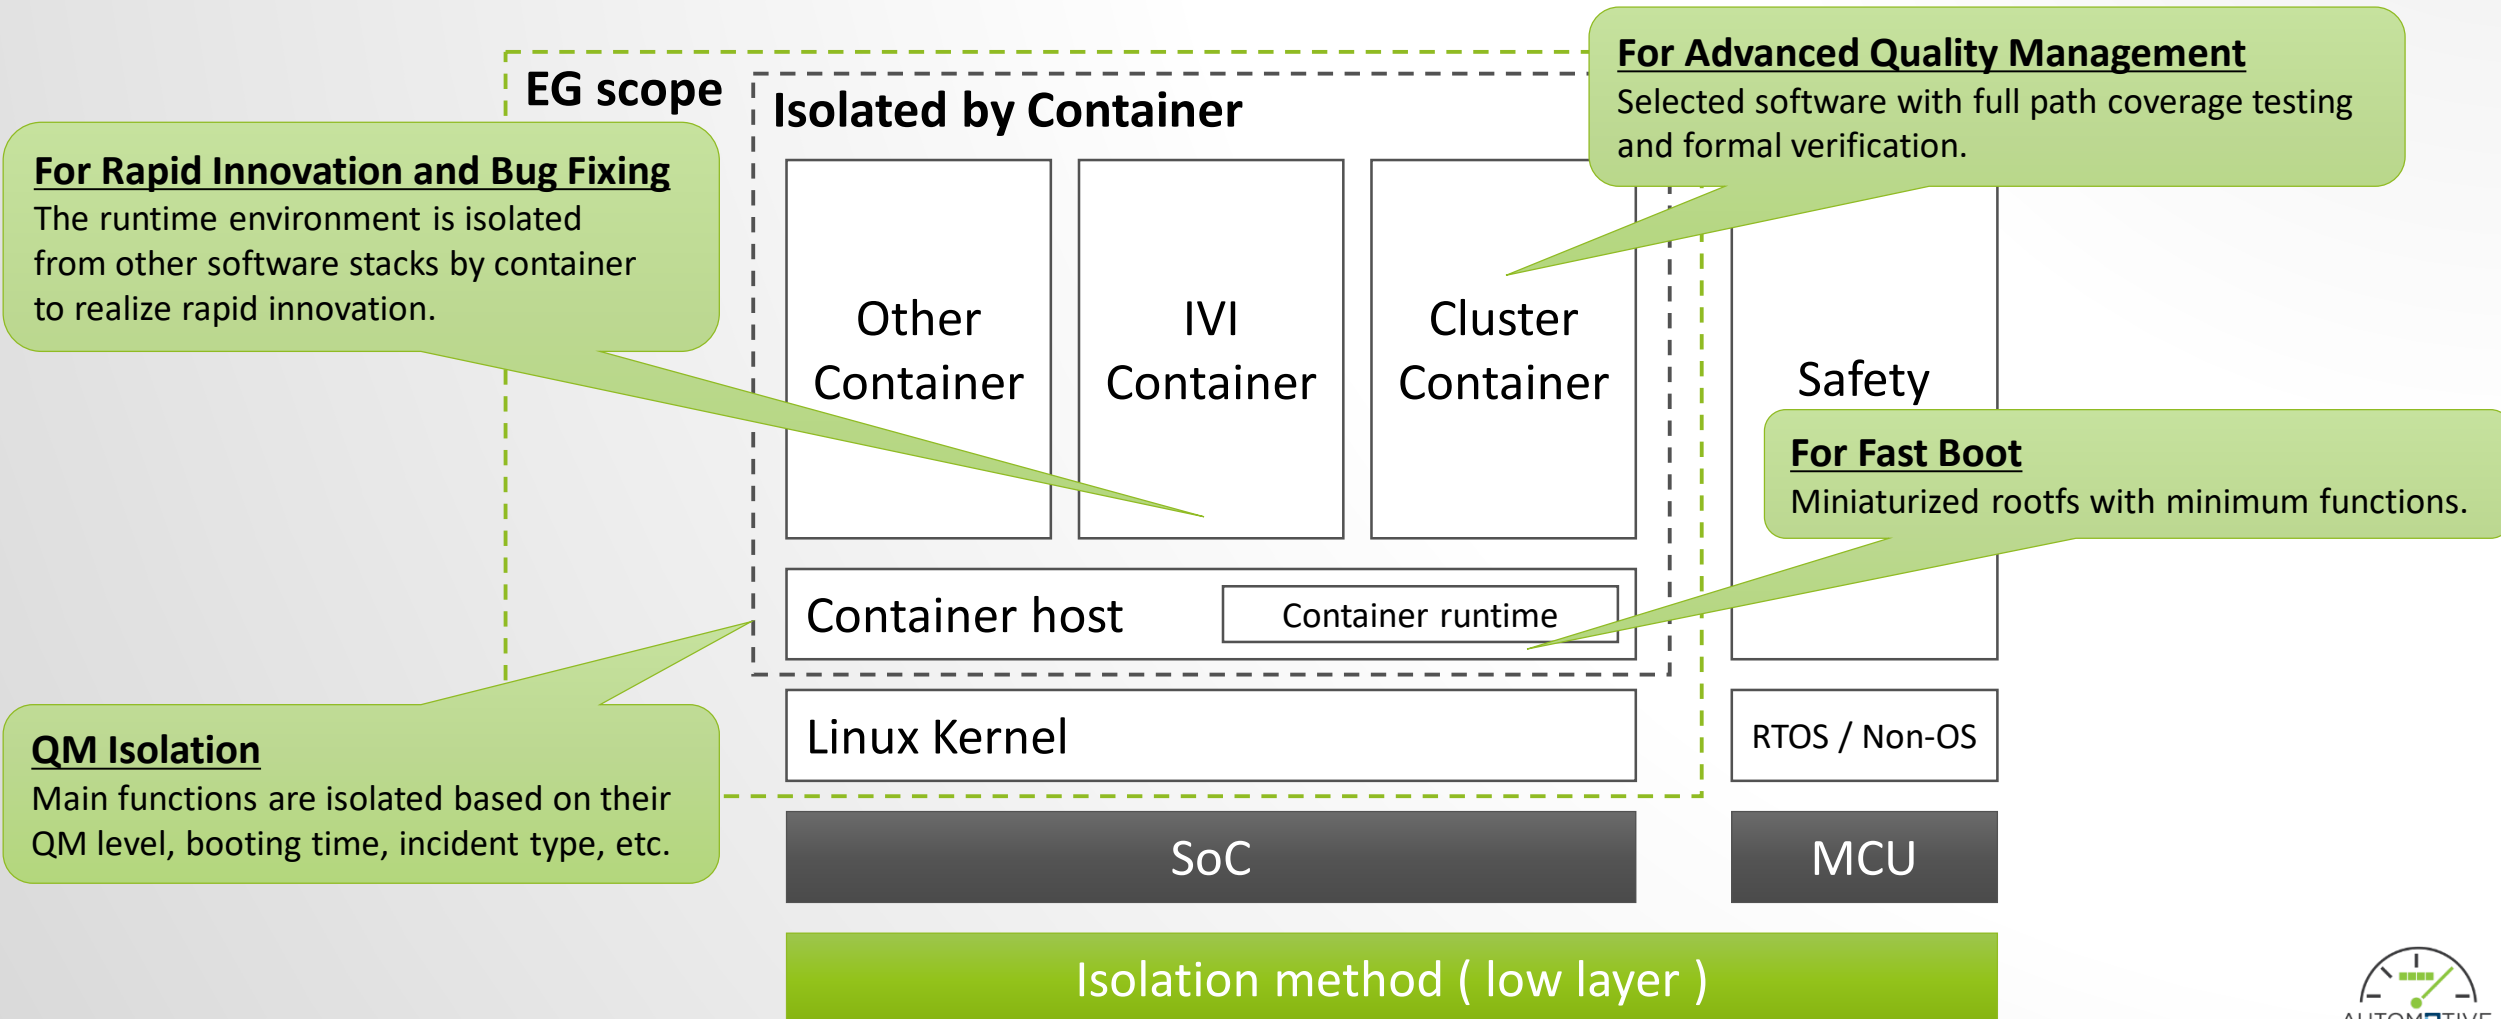 EG scope
Isolated by Container
For Advanced Quality Management
Selected software with full path coverage testing
and formal verification.
For Rapid Innovation and Bug Fixing
The runtime environment is isolated
from other software stacks by container
to realize rapid innovation.
Other
Container
IVI
Container
Cluster
Container
Safety
For Fast Boot
Miniaturized rootfs with minimum functions.
Container host
Container runtime
QM Isolation
Main functions are isolated based on their
QM level, booting time, incident type, etc.
Linux Kernel
RTOS / Non-OS
SoC
MCU
Isolation method ( low layer )
AUTOMOTIVE